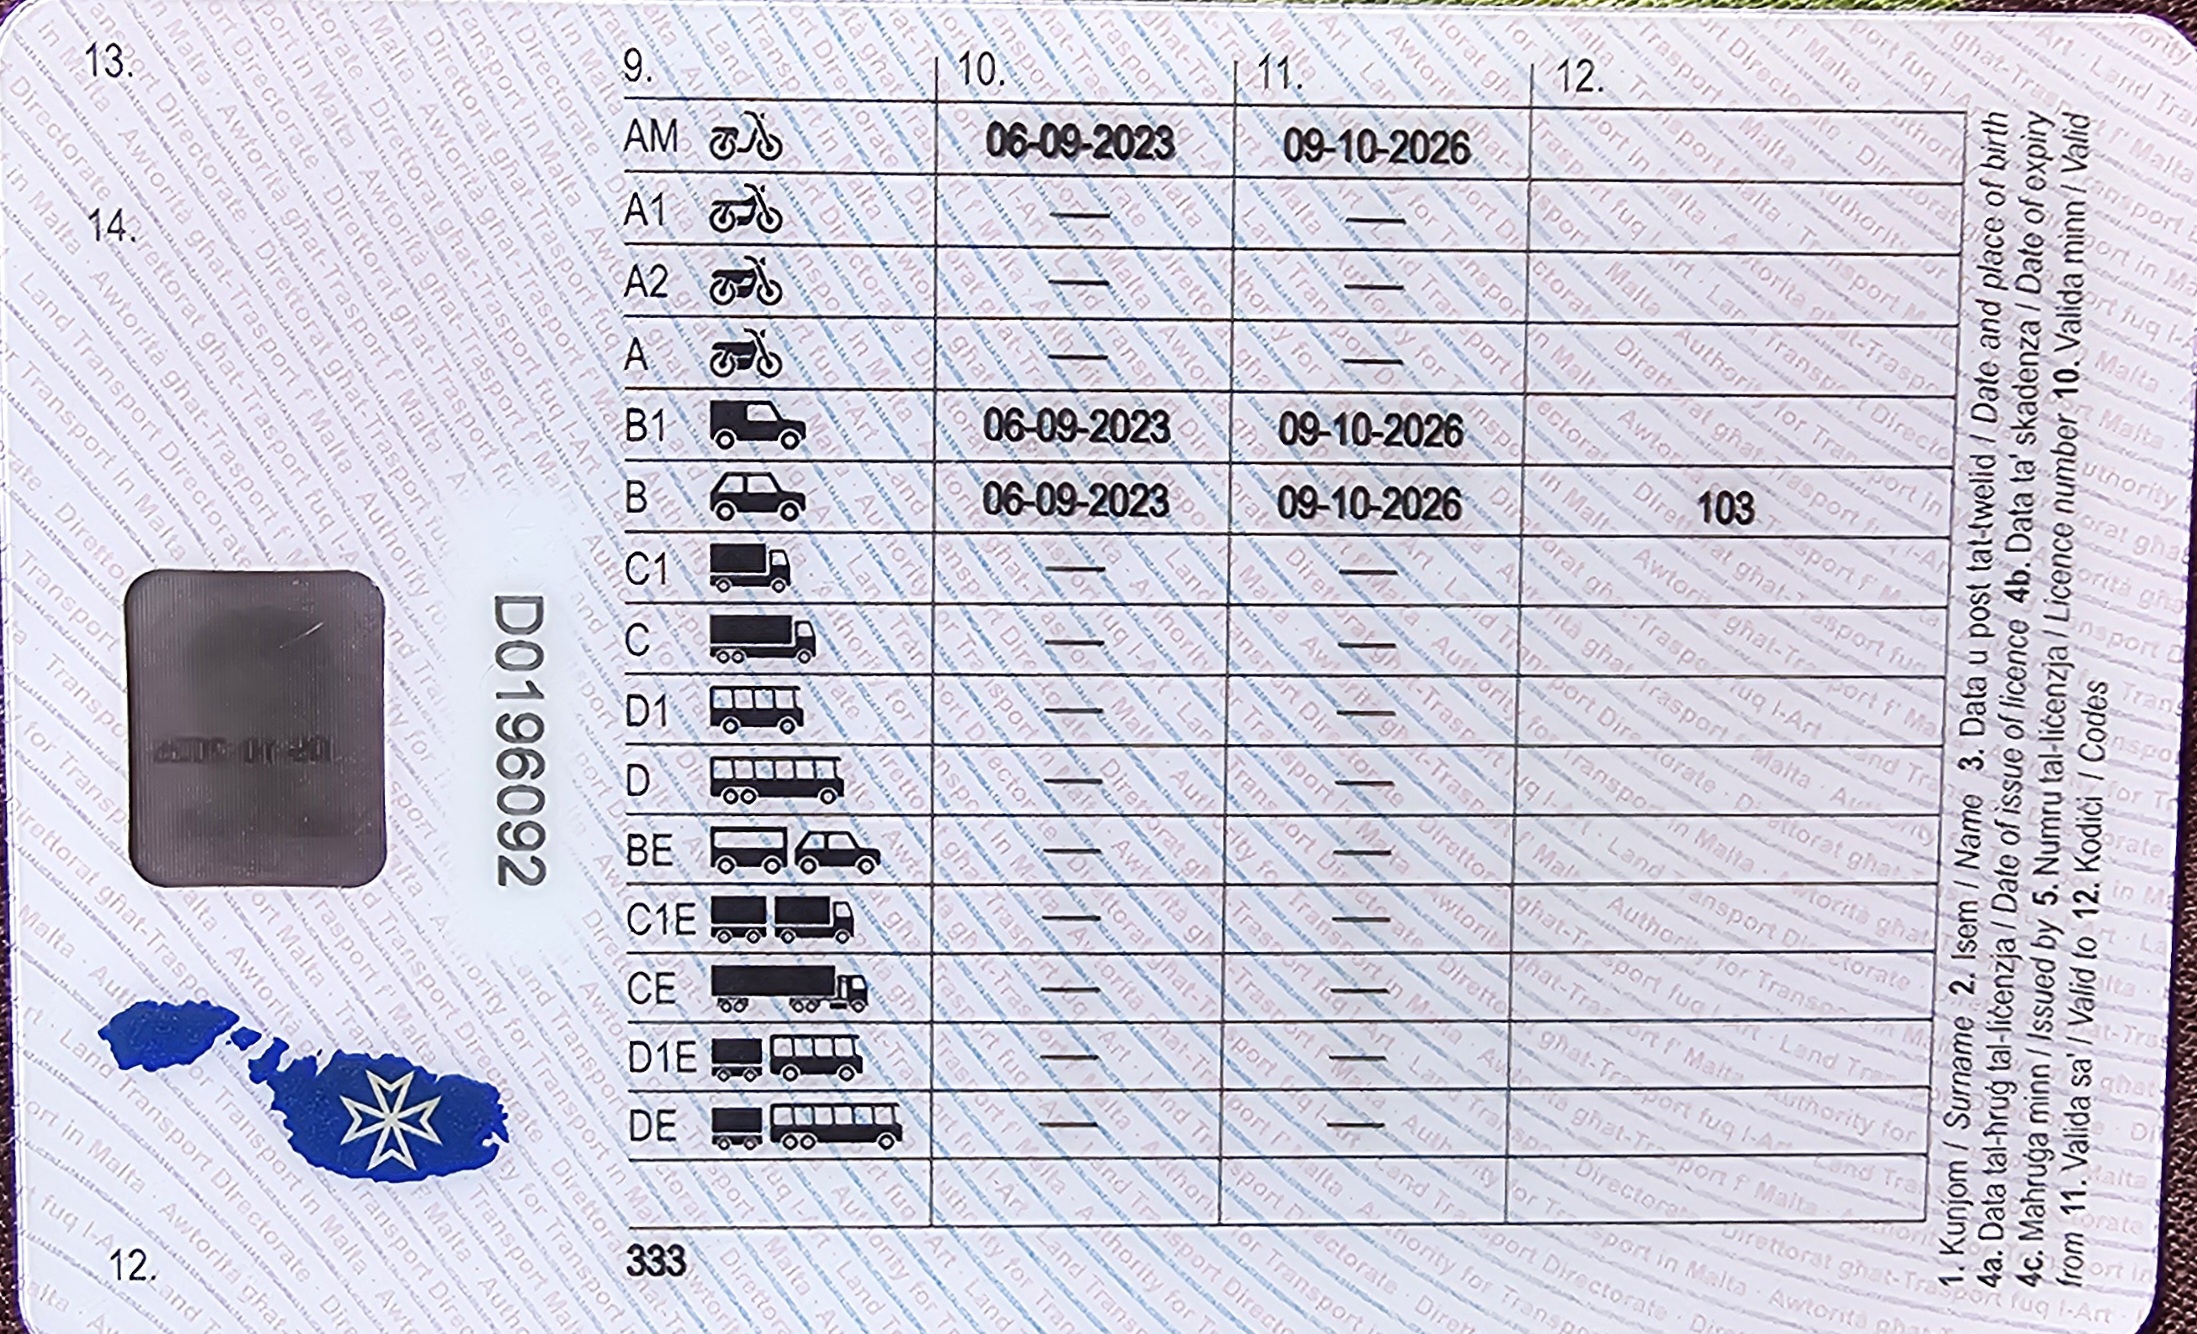 13.
14.
D0196092
12.
9. 10. 11. 12.
AM 06-09-2023 09-10-2026
A1 — —
A2 — —
A — —
B1 06-09-2023 09-10-2026
B 06-09-2023 09-10-2026 103
C1 — —
C — —
D1 — —
D — —
BE — —
C1E — —
CE — —
D1E — —
DE — —
333
1. Kunjom / Surname 2. Isem / Name 3. Data u post tat-twelid / Date and place of birth
4a. Data tal-ħruġ tal-liċenzja / Date of issue of licence 4b. Data ta' skadenza / Date of expiry
4c. Maħruġa minn / Issued by 5. Numru tal-liċenzja / Licence number 10. Valida minn / Valid
from 11. Valida sa' / Valid to 12. Kodiċi / Codes